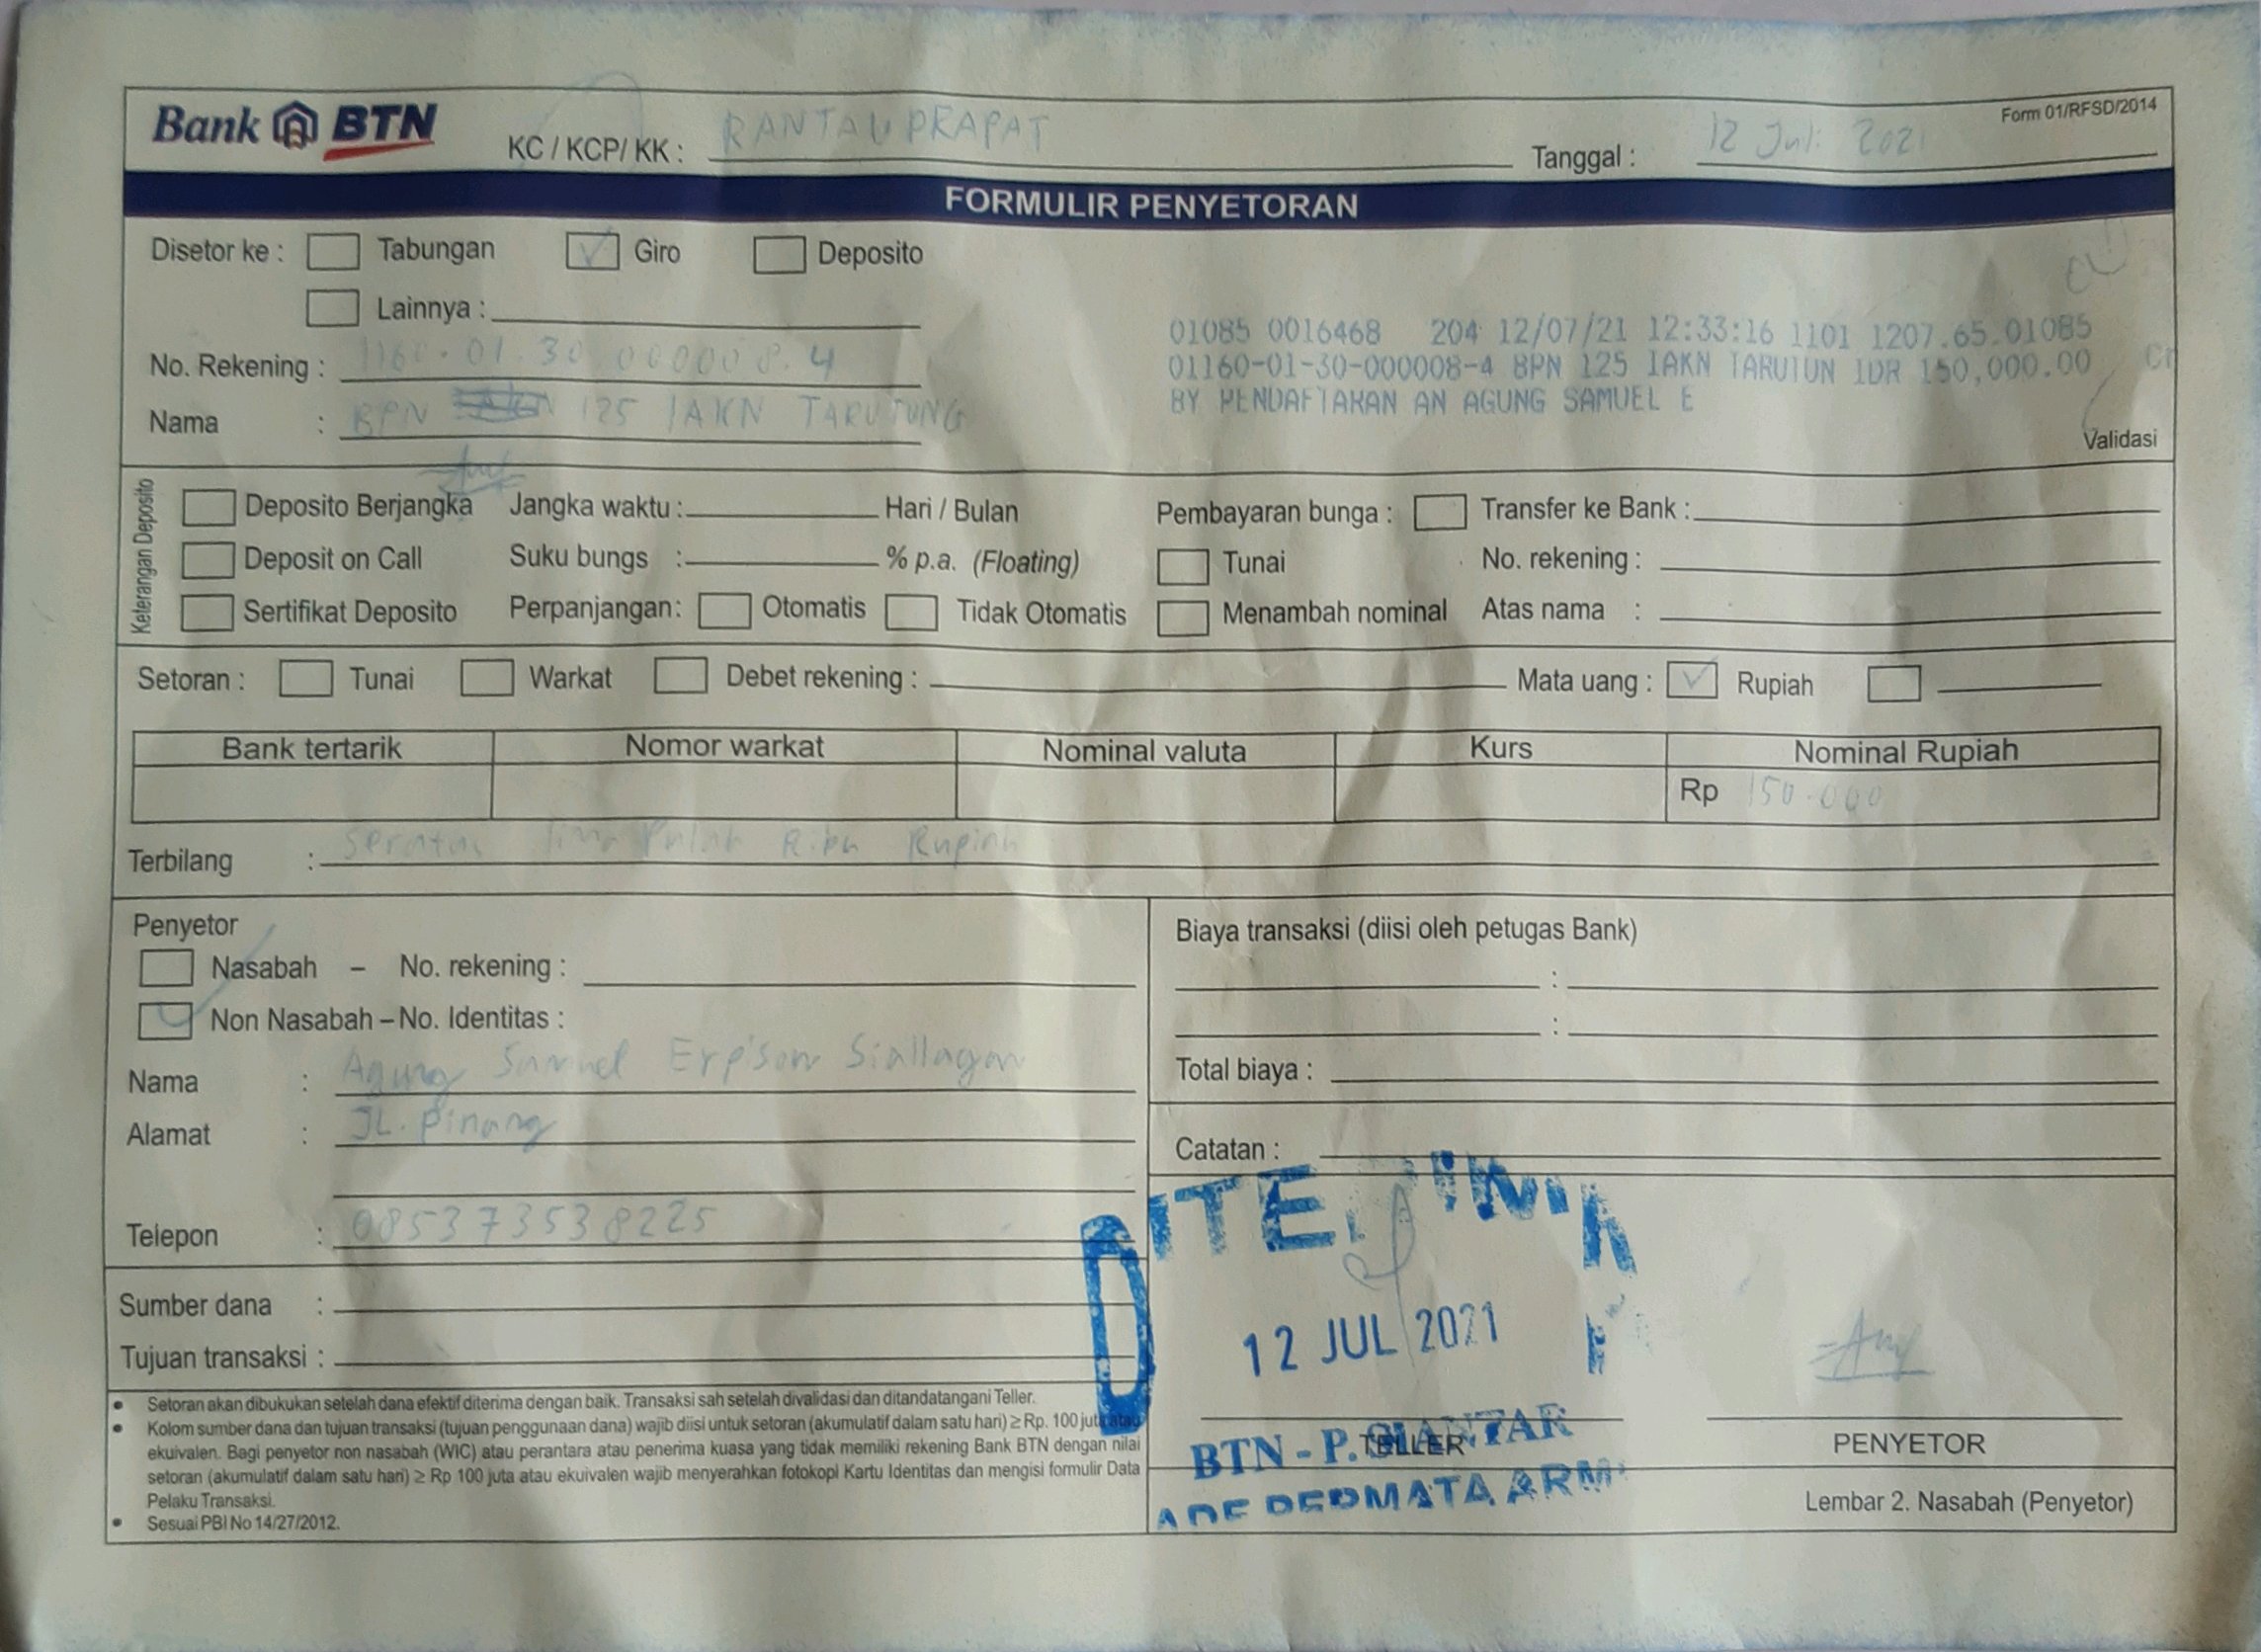 Bank BTN
KC / KCP/ KK : RANTAU PRAPAT
Tanggal : 12 Juli 2021
Form 01/RFSD/2014
FORMULIR PENYETORAN
Disetor ke : Tabungan Giro Deposito
Lainnya :
No. Rekening : 1160.01.30.000008.4
Nama : BPN 125 IAKN TARUTUNG
01085 0016468 204 12/07/21 12:33:16 1101 1207.65.01085
01160-01-30-000008-4 BPN 125 IAKN TARUTUN IDR 150,000.00 Cr
BY PENDAFTARAN AN AGUNG SAMUEL E
Validasi
Keterangan Deposito
Deposito Berjangka Jangka waktu : Hari / Bulan Pembayaran bunga : Transfer ke Bank :
Deposit on Call Suku bungs : % p.a. (Floating) Tunai No. rekening :
Sertifikat Deposito Perpanjangan: Otomatis Tidak Otomatis Menambah nominal Atas nama :
Setoran : Tunai Warkat Debet rekening : Mata uang : Rupiah
Bank tertarik Nomor warkat Nominal valuta Kurs Nominal Rupiah
Rp 150.000
Terbilang : Seratus lima Puluh Ribu Rupiah
Penyetor
Nasabah – No. rekening :
Non Nasabah – No. Identitas :
Nama : Agung Samuel Erpison Siallagan
Alamat : JL. Pinang
Telepon : 085373538225
Sumber dana :
Tujuan transaksi :
Biaya transaksi (diisi oleh petugas Bank)
:
:
Total biaya :
Catatan :
DITERIMA
12 JUL 2021
BTN - P. SIANTAR
TELLER
ADE PERMATA ARM
PENYETOR
Lembar 2. Nasabah (Penyetor)
• Setoran akan dibukukan setelah dana efektif diterima dengan baik. Transaksi sah setelah divalidasi dan ditandatangani Teller.
• Kolom sumber dana dan tujuan transaksi (tujuan penggunaan dana) wajib diisi untuk setoran (akumulatif dalam satu hari) ≥ Rp. 100 juta atau
ekuivalen. Bagi penyetor non nasabah (WIC) atau perantara atau penerima kuasa yang tidak memiliki rekening Bank BTN dengan nilai
setoran (akumulatif dalam satu hari) ≥ Rp 100 juta atau ekuivalen wajib menyerahkan fotokopi Kartu Identitas dan mengisi formulir Data
Pelaku Transaksi.
• Sesuai PBI No 14/27/2012.